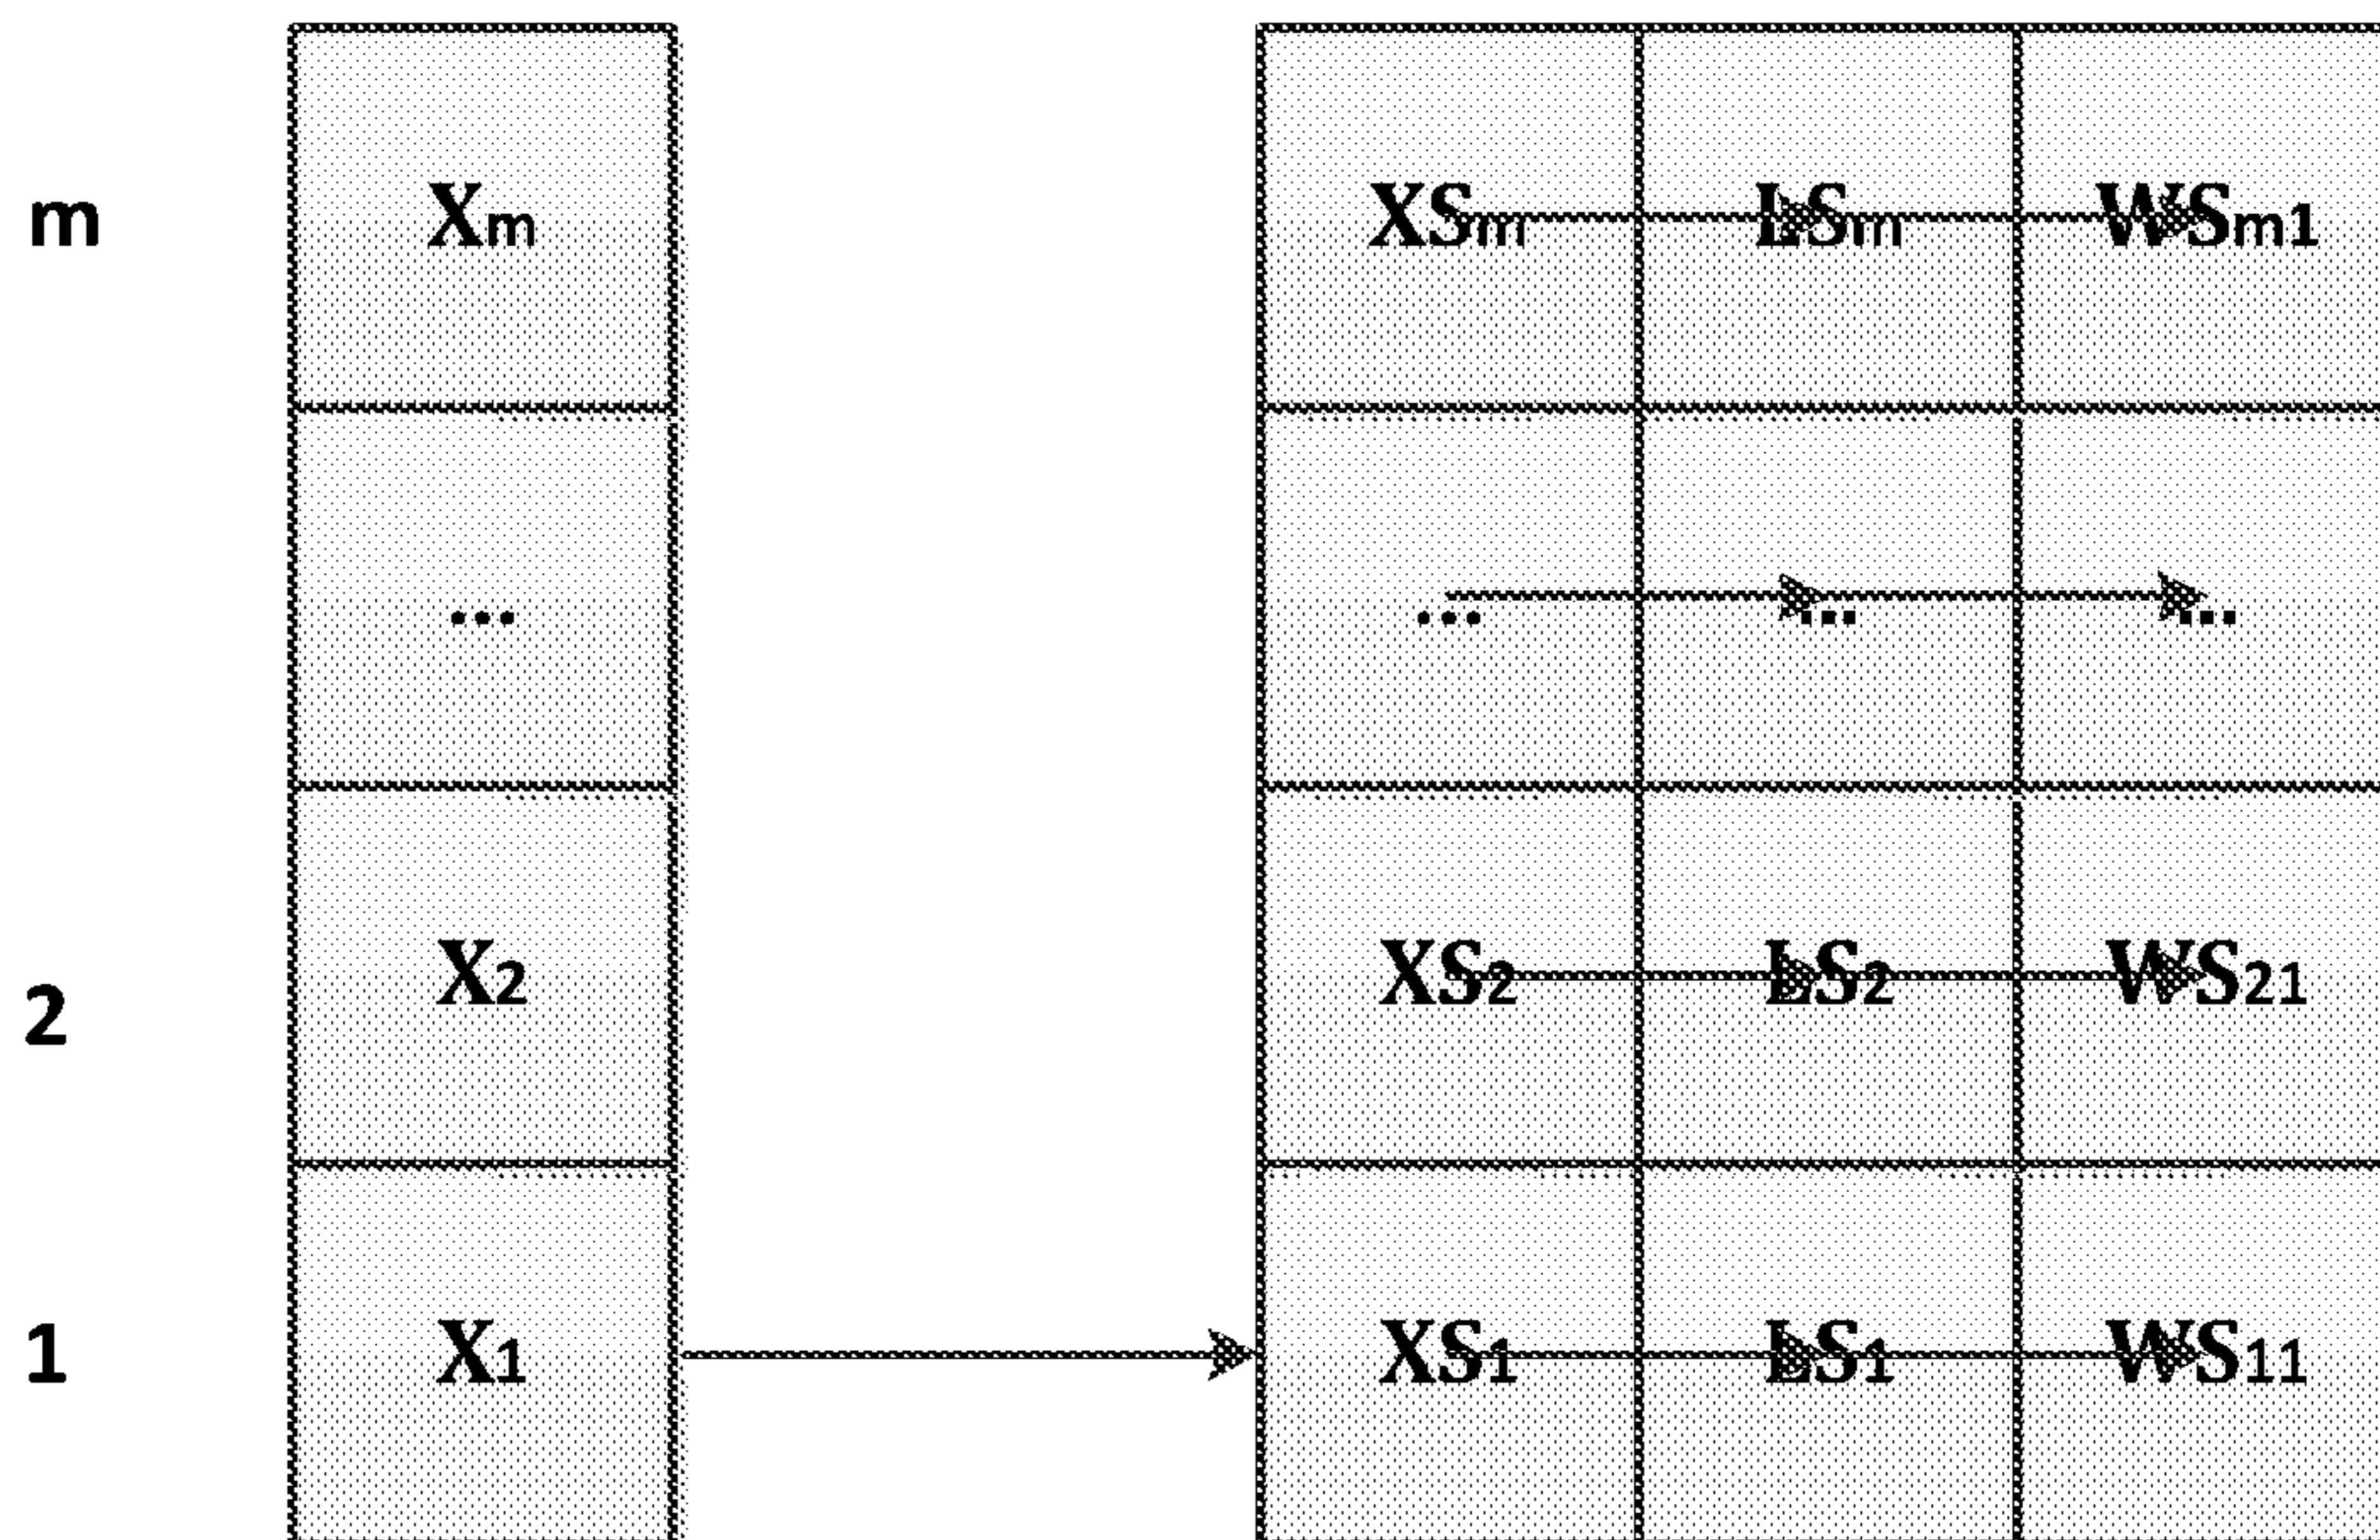 m Xm XSm LSm WSm1
... ... ... ...
2 X2 XS2 LS2 WS21
1 X1 XS1 LS1 WS11